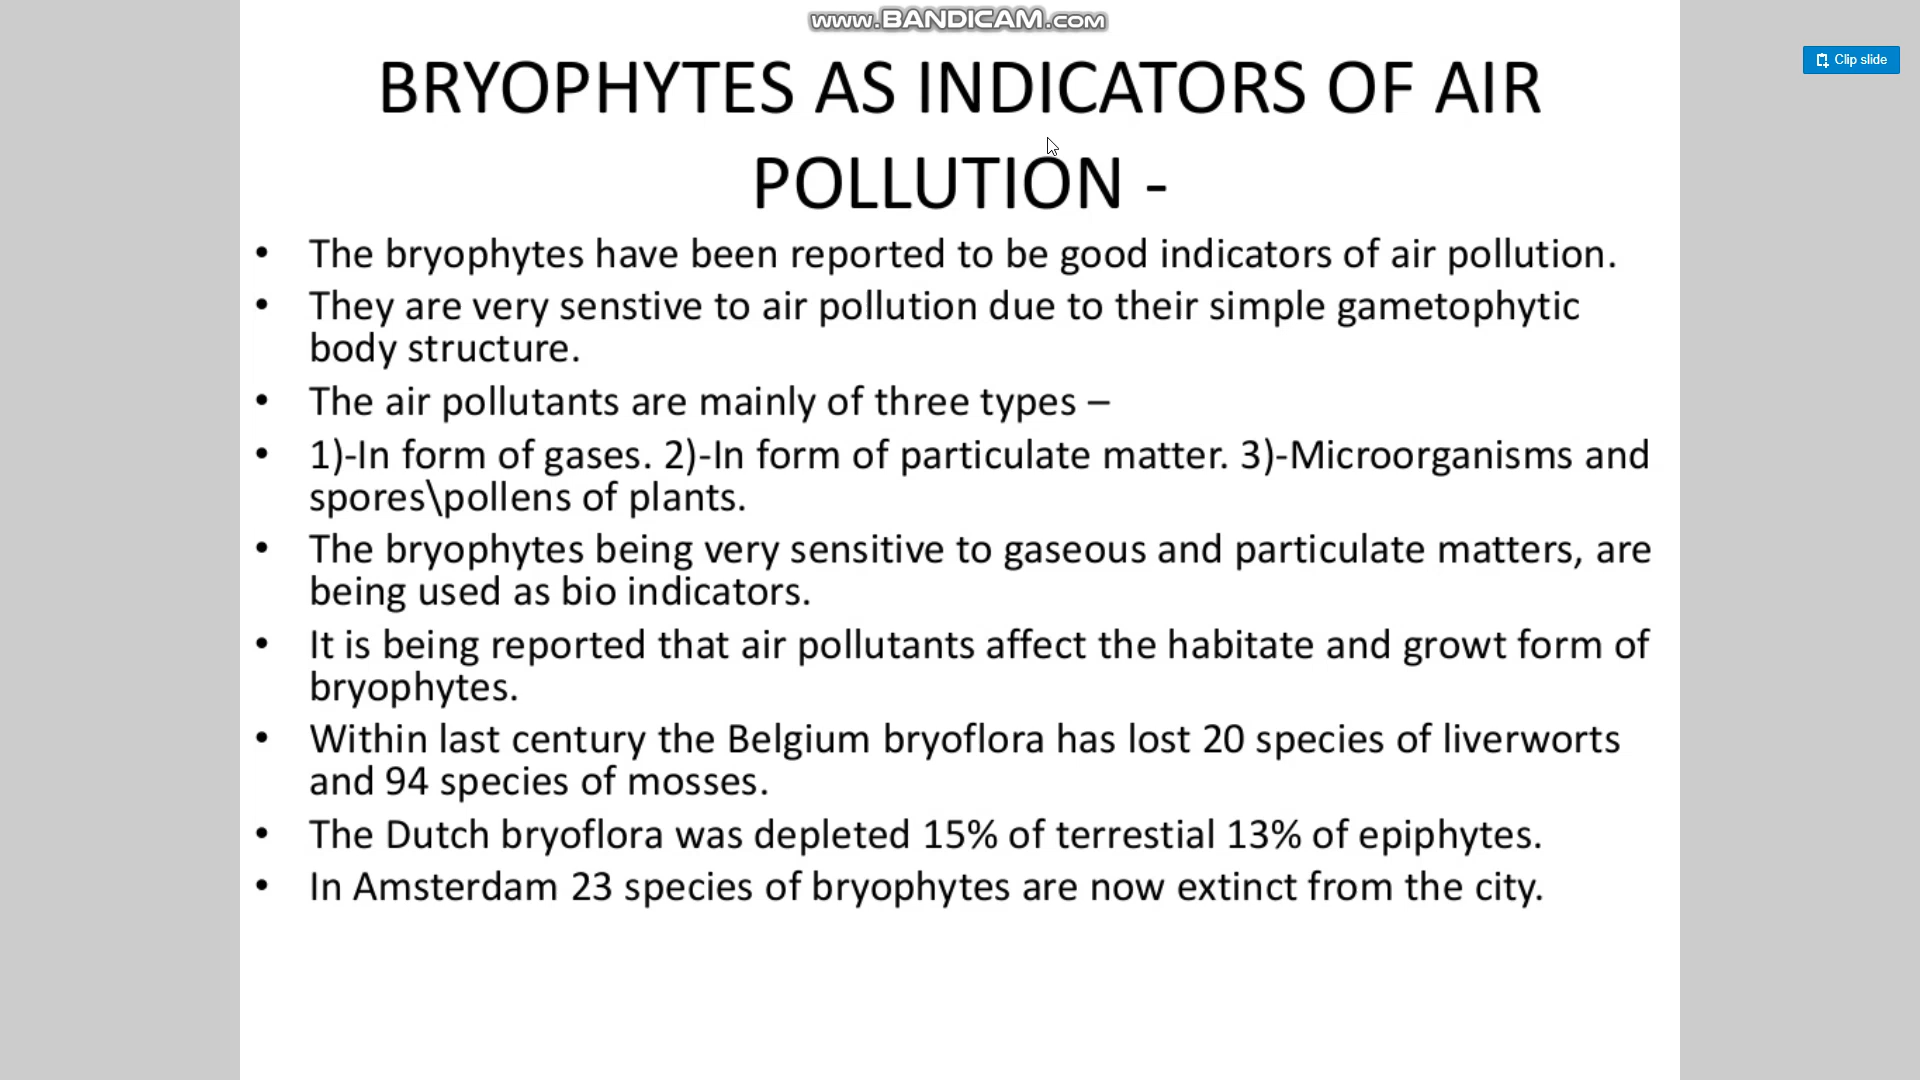 www.BANDICAM.com
Clip slide
BRYOPHYTES AS INDICATORS OF AIR
POLLUTION -
• The bryophytes have been reported to be good indicators of air pollution.
• They are very senstive to air pollution due to their simple gametophytic
body structure.
• The air pollutants are mainly of three types –
• 1)-In form of gases. 2)-In form of particulate matter. 3)-Microorganisms and
spores\pollens of plants.
• The bryophytes being very sensitive to gaseous and particulate matters, are
being used as bio indicators.
• It is being reported that air pollutants affect the habitate and growt form of
bryophytes.
• Within last century the Belgium bryoflora has lost 20 species of liverworts
and 94 species of mosses.
• The Dutch bryoflora was depleted 15% of terrestial 13% of epiphytes.
• In Amsterdam 23 species of bryophytes are now extinct from the city.